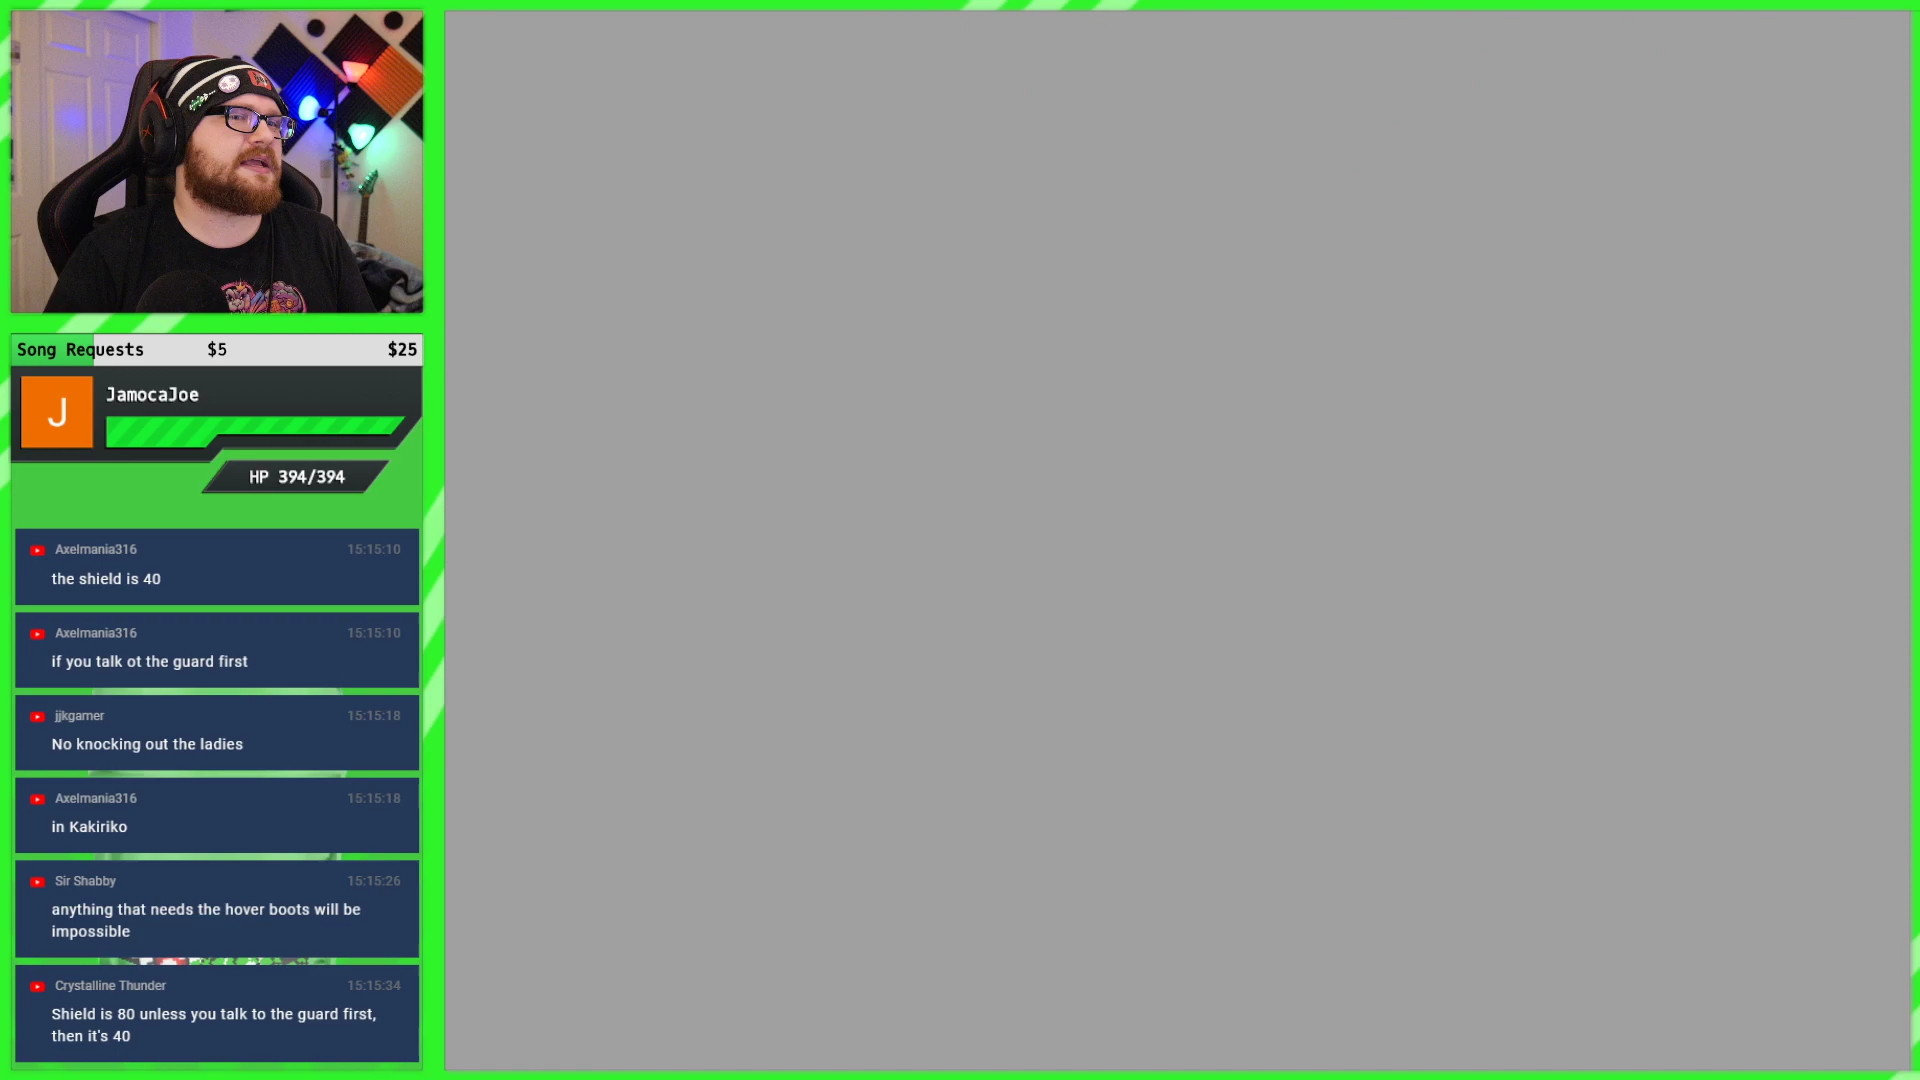 Song Requests $5 $25
J
JamocaJoe
HP 394/394
Axelmania316 15:15:10
the shield is 40
Axelmania316 15:15:10
if you talk ot the guard first
jjkgamer 15:15:18
No knocking out the ladies
Axelmania316 15:15:18
in Kakiriko
Sir Shabby 15:15:26
anything that needs the hover boots will be
impossible
Crystalline Thunder 15:15:34
Shield is 80 unless you talk to the guard first,
then it's 40